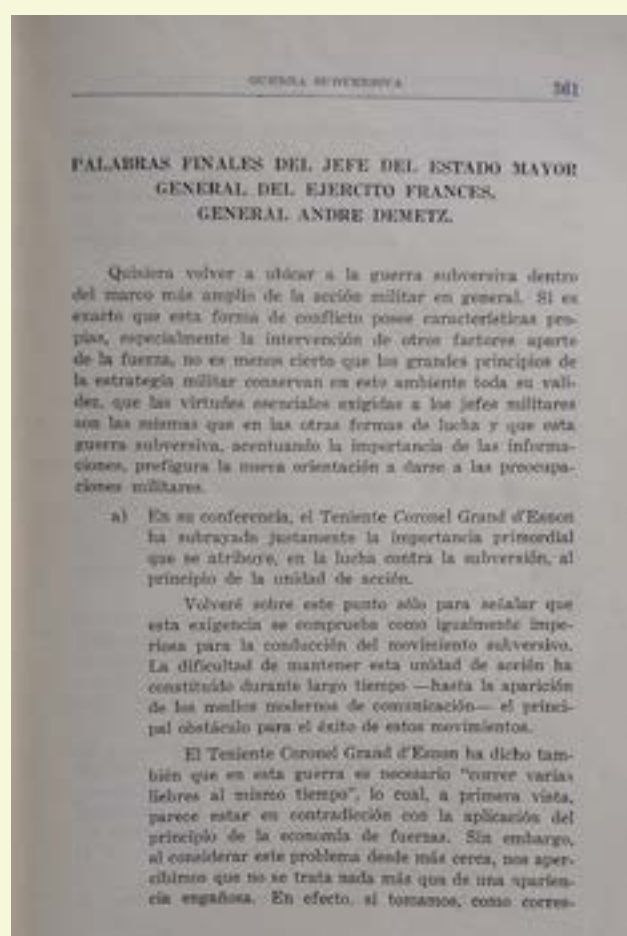 GUERRA SUBVERSIVA 361
PALABRAS FINALES DEL JEFE DEL ESTADO MAYOR
GENERAL DEL EJERCITO FRANCES,
GENERAL ANDRE DEMETZ.
Quisiera volver a ubicar a la guerra subversiva dentro
del marco más amplio de la acción militar en general. Si es
exacto que esta forma de conflicto posee características pro-
pias, especialmente la intervención de otros factores aparte
de la fuerza, no es menos cierto que los grandes principios de
la estrategia militar conservan en este ambiente toda su vali-
dez, que las virtudes esenciales exigidas a los jefes militares
son las mismas que en las otras formas de lucha y que esta
guerra subversiva, acentuando la importancia de las informa-
ciones, prefigura la nueva orientación a darse a las preocupa-
ciones militares.
a) En su conferencia, el Teniente Coronel Grand d'Esnon
ha subrayado justamente la importancia primordial
que se atribuye, en la lucha contra la subversión, al
principio de la unidad de acción.
Volveré sobre este punto sólo para señalar que
esta exigencia se comprueba como igualmente impe-
riosa para la conducción del movimiento subversivo.
La dificultad de mantener esta unidad de acción ha
constituído durante largo tiempo —hasta la aparición
de los medios modernos de comunicación— el princi-
pal obstáculo para el éxito de estos movimientos.
El Teniente Coronel Grand d'Esnon ha dicho tam-
bién que en esta guerra es necesario "correr varias
liebres al mismo tiempo", lo cual, a primera vista,
parece estar en contradicción con la aplicación del
principio de la economía de fuerzas. Sin embargo,
al considerar este problema desde más cerca, nos aper-
cibimos que no se trata nada más que de una aparien-
cia engañosa. En efecto, si tomamos, como corres-